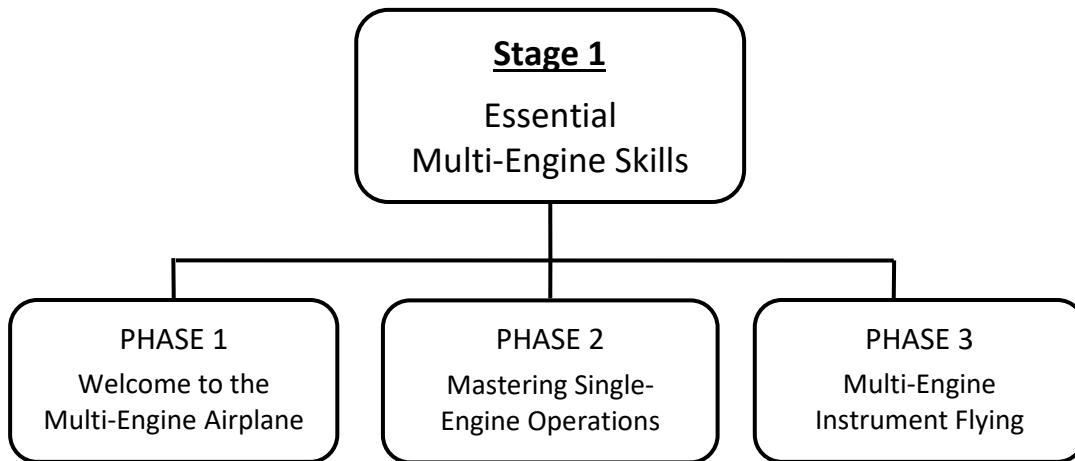 Stage 1
Essential
Multi-Engine Skills
PHASE 1
Welcome to the
Multi-Engine Airplane
PHASE 2
Mastering Single-
Engine Operations
PHASE 3
Multi-Engine
Instrument Flying